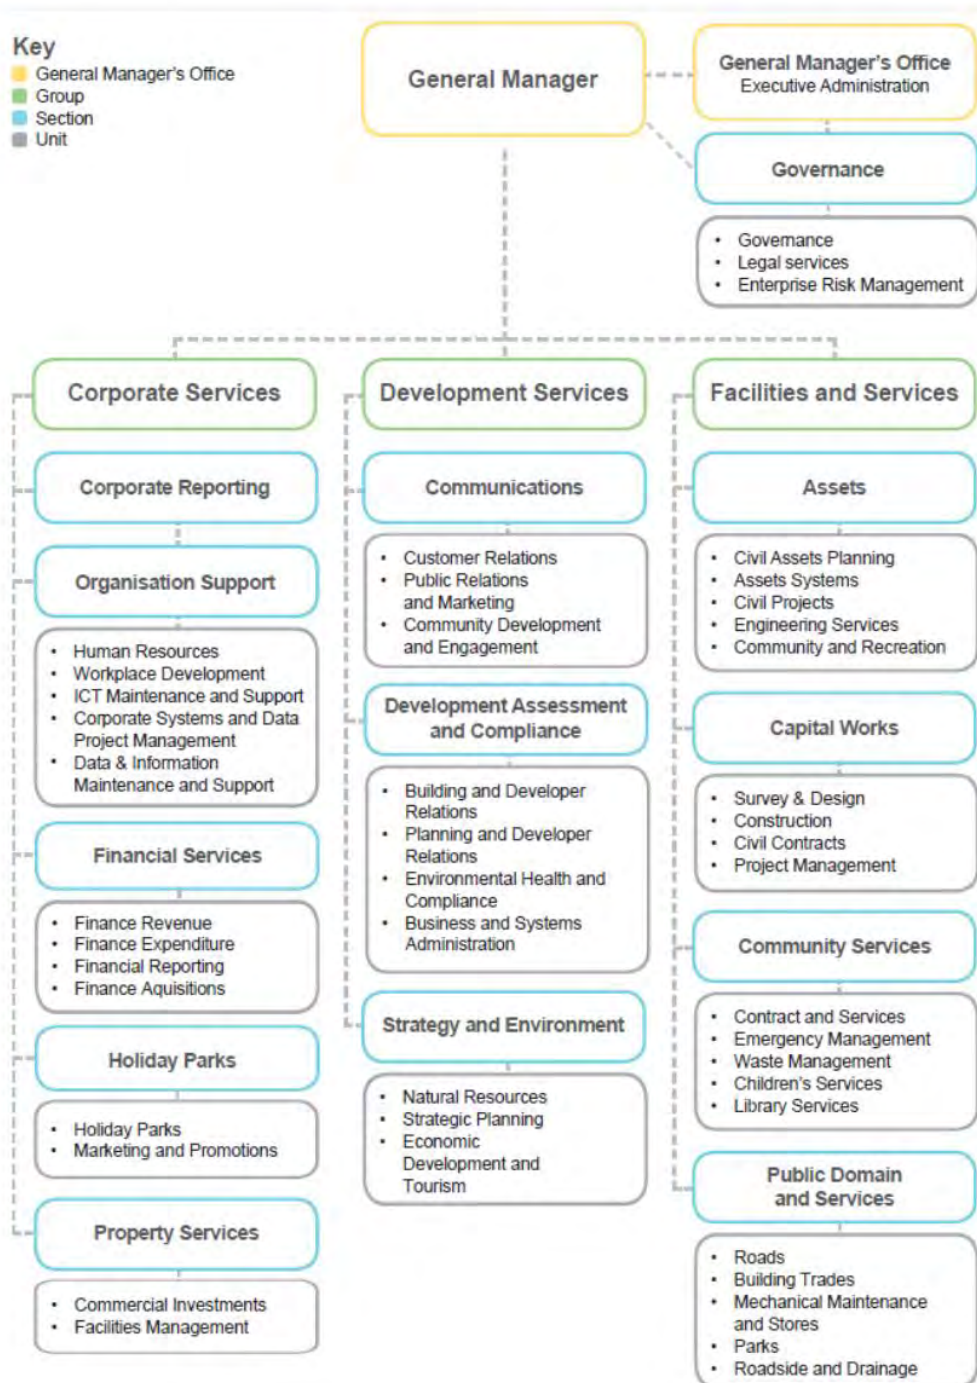 Key
General Manager's Office
Group
Section
Unit
General Manager
General Manager's Office
Executive Administration
Governance
• Governance
• Legal services
• Enterprise Risk Management
Corporate Services
Corporate Reporting
Organisation Support
• Human Resources
• Workplace Development
• ICT Maintenance and Support
• Corporate Systems and Data
Project Management
• Data & Information
Maintenance and Support
Financial Services
• Finance Revenue
• Finance Expenditure
• Financial Reporting
• Finance Aquisitions
Holiday Parks
• Holiday Parks
• Marketing and Promotions
Property Services
• Commercial Investments
• Facilities Management
Development Services
Communications
• Customer Relations
• Public Relations
and Marketing
• Community Development
and Engagement
Development Assessment
and Compliance
• Building and Developer
Relations
• Planning and Developer
Relations
• Environmental Health and
Compliance
• Business and Systems
Administration
Strategy and Environment
• Natural Resources
• Strategic Planning
• Economic
Development and
Tourism
Facilities and Services
Assets
• Civil Assets Planning
• Assets Systems
• Civil Projects
• Engineering Services
• Community and Recreation
Capital Works
• Survey & Design
• Construction
• Civil Contracts
• Project Management
Community Services
• Contract and Services
• Emergency Management
• Waste Management
• Children's Services
• Library Services
Public Domain
and Services
• Roads
• Building Trades
• Mechanical Maintenance
and Stores
• Parks
• Roadside and Drainage